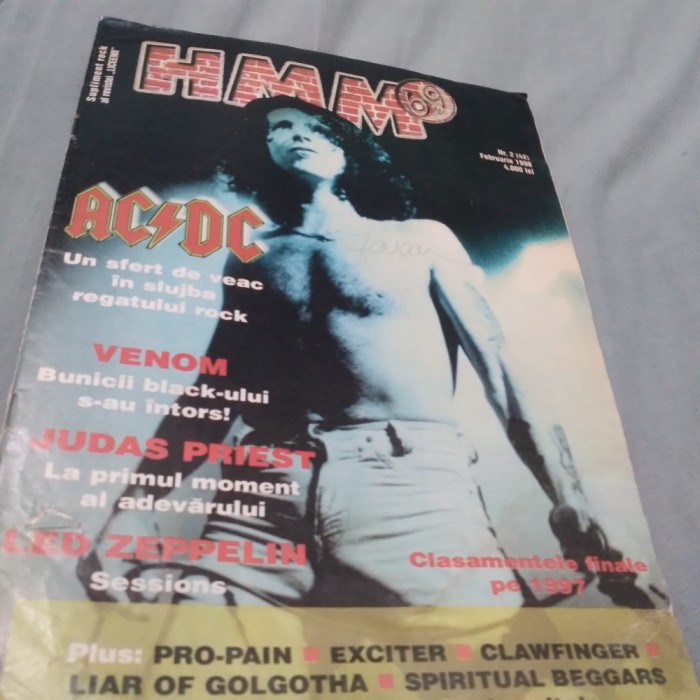 Supliment rock
al revistei „LICEENII"
HMM
69
Nr. 2 (42)
Februarie 1998
4.000 lei
AC/DC
Un sfert de veac
în slujba
regatului rock
VENOM
Bunicii black-ului
s-au întors!
JUDAS PRIEST
La primul moment
al adevărului
LED ZEPPELIN
Sessions
Clasamentele finale
pe 1997
Plus: PRO-PAIN ■ EXCITER ■ CLAWFINGER ■
LIAR OF GOLGOTHA ■ SPIRITUAL BEGGARS